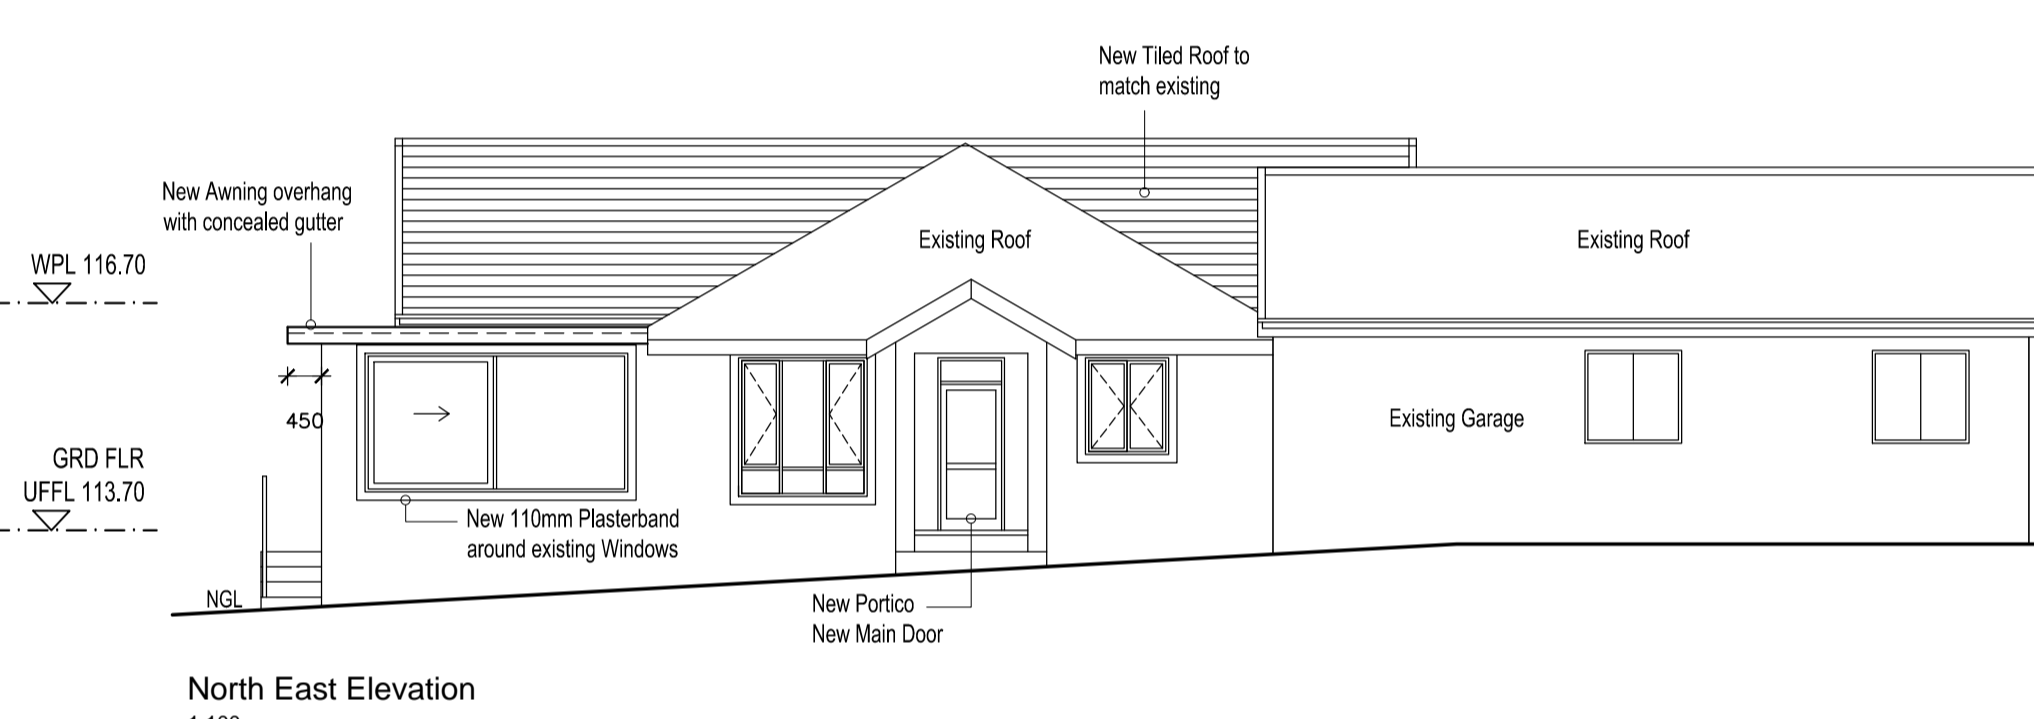 New Tiled Roof to
match existing
New Awning overhang
with concealed gutter
WPL 116.70
Existing Roof
Existing Roof
450
Existing Garage
GRD FLR
UFFL 113.70
New 110mm Plasterband
around existing Windows
NGL
New Portico
New Main Door
North East Elevation